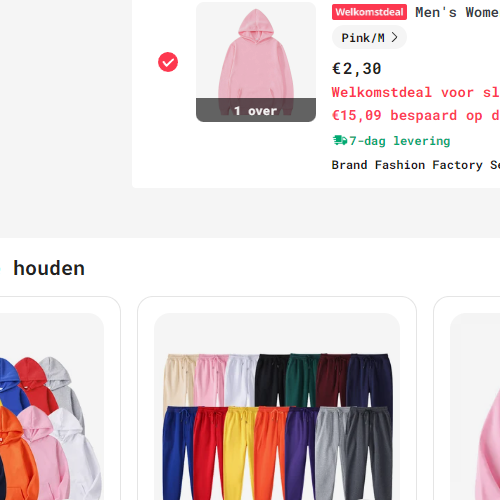 Welkomstdeal Men's Wome
Pink/M
€2,30
1 over
Welkomstdeal voor sl
€15,09 bespaard op d
7-dag levering
Brand Fashion Factory Se
houden